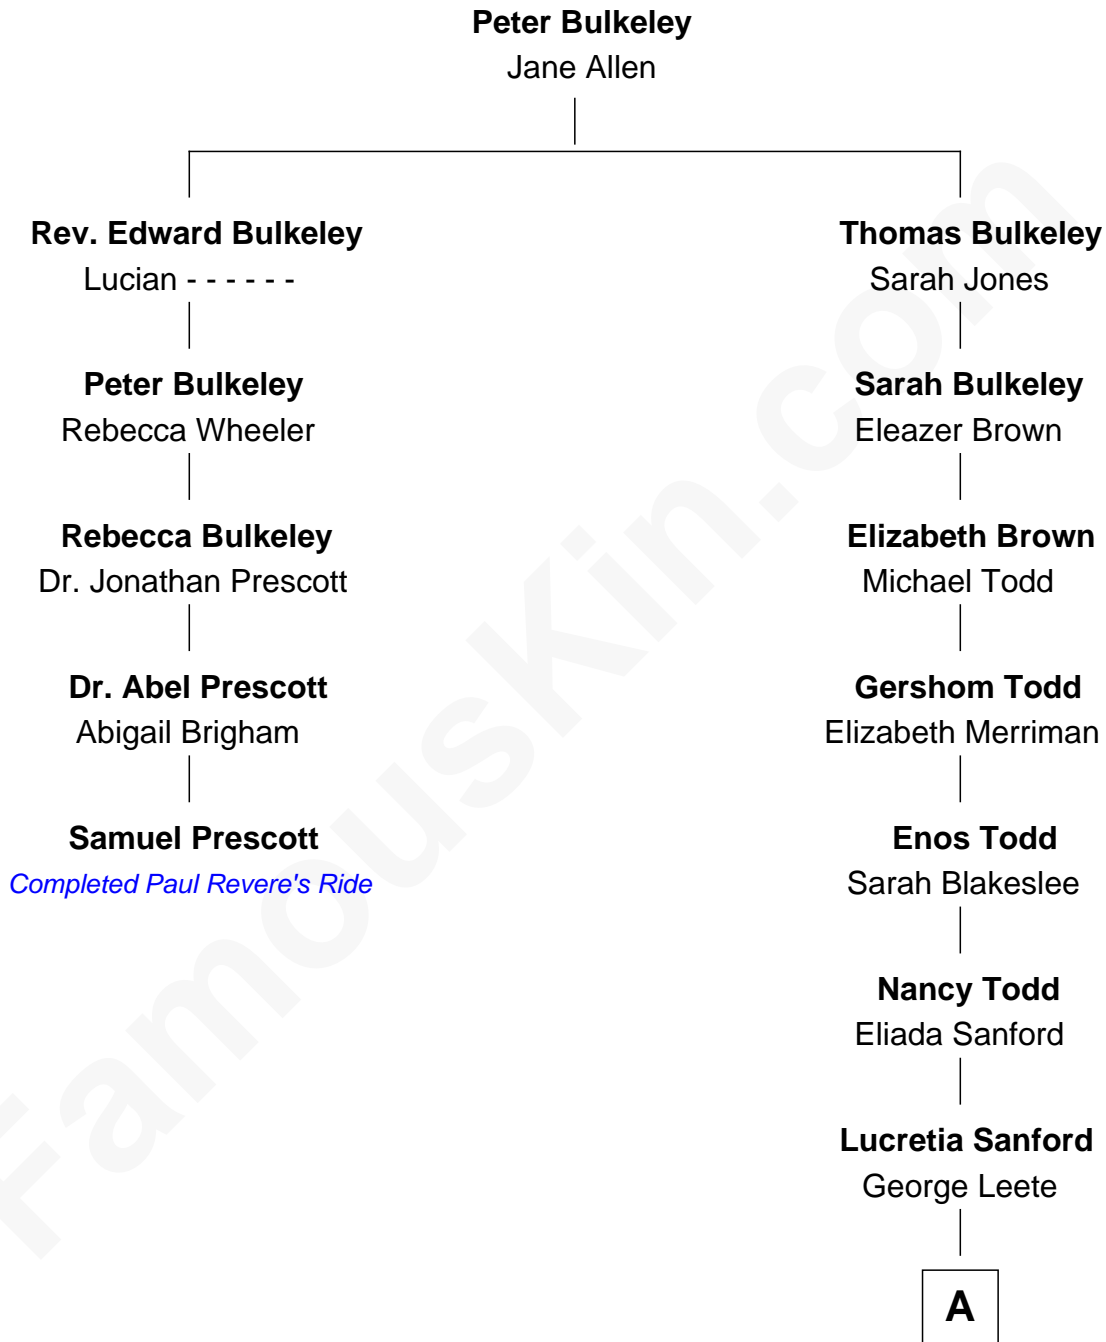 Peter Bulkeley
Jane Allen
Rev. Edward Bulkeley
Lucian - - - - - -
Peter Bulkeley
Rebecca Wheeler
Rebecca Bulkeley
Dr. Jonathan Prescott
Dr. Abel Prescott
Abigail Brigham
Samuel Prescott
Completed Paul Revere's Ride
Thomas Bulkeley
Sarah Jones
Sarah Bulkeley
Eleazer Brown
Elizabeth Brown
Michael Todd
Gershom Todd
Elizabeth Merriman
Enos Todd
Sarah Blakeslee
Nancy Todd
Eliada Sanford
Lucretia Sanford
George Leete
A
FamousKin.com